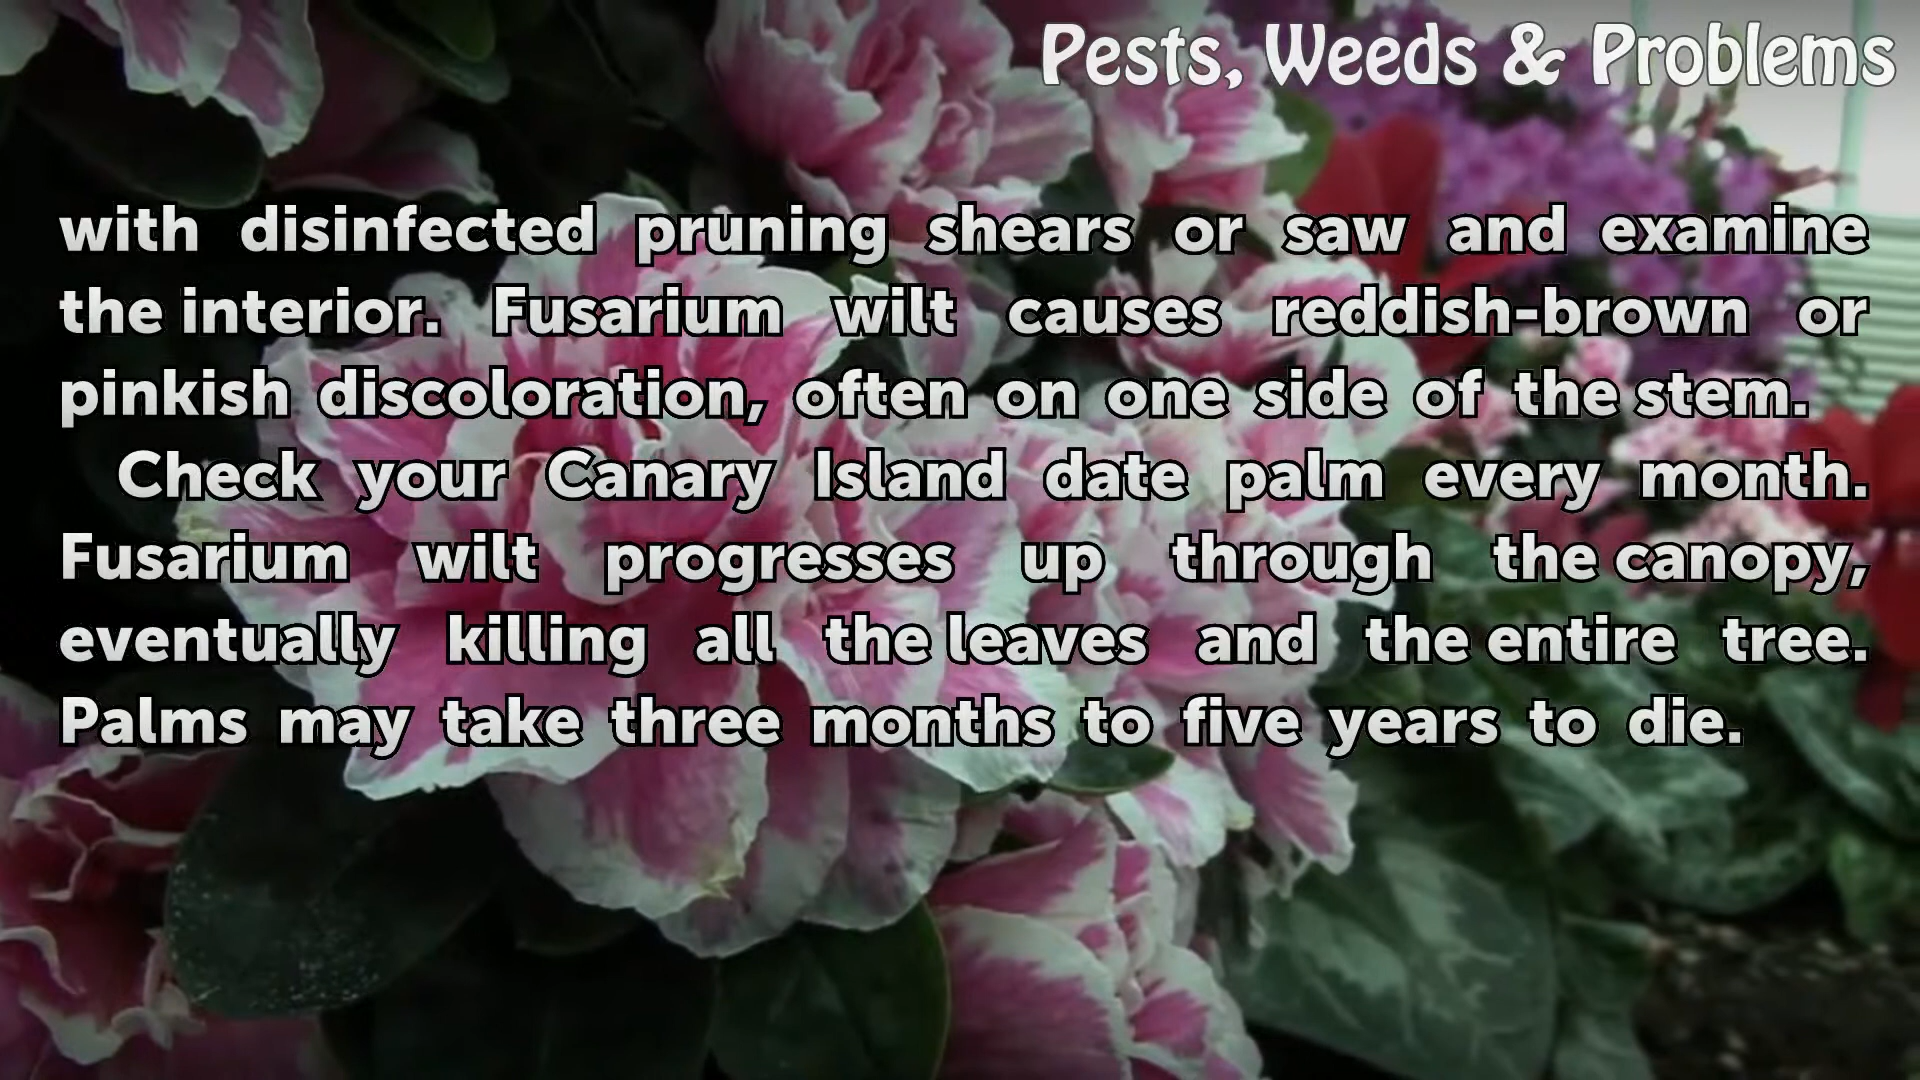 Pests, Weeds & Problems
with disinfected pruning shears or saw and examine
the interior. Fusarium wilt causes reddish-brown or
pinkish discoloration, often on one side of the stem.
Check your Canary Island date palm every month.
Fusarium wilt progresses up through the canopy,
eventually killing all the leaves and the entire tree.
Palms may take three months to five years to die.